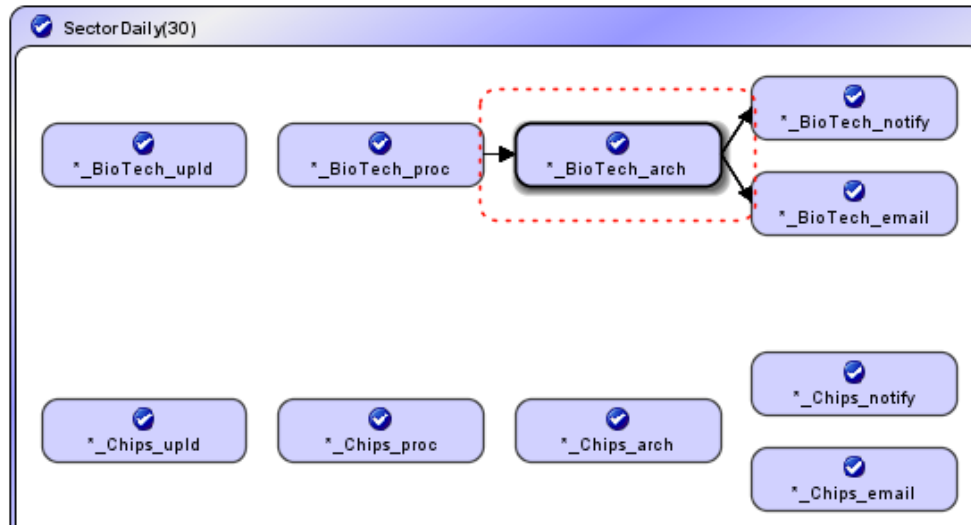 SectorDaily(30)
*_BioTech_upld
*_BioTech_proc
*_BioTech_arch
*_BioTech_notify
*_BioTech_email
*_Chips_upld
*_Chips_proc
*_Chips_arch
*_Chips_notify
*_Chips_email